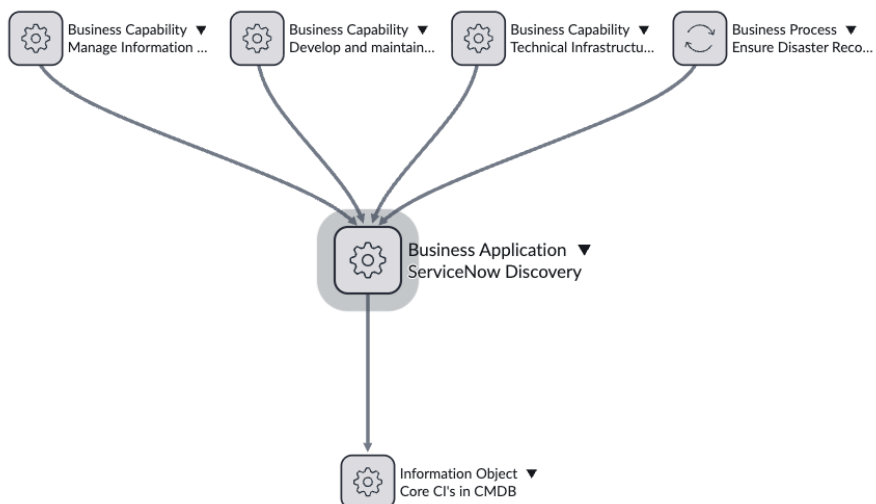 Business Capability ▼
Manage Information ...
Business Capability ▼
Develop and maintain...
Business Capability ▼
Technical Infrastructu...
Business Process ▼
Ensure Disaster Reco...
Business Application ▼
ServiceNow Discovery
Information Object ▼
Core CI's in CMDB